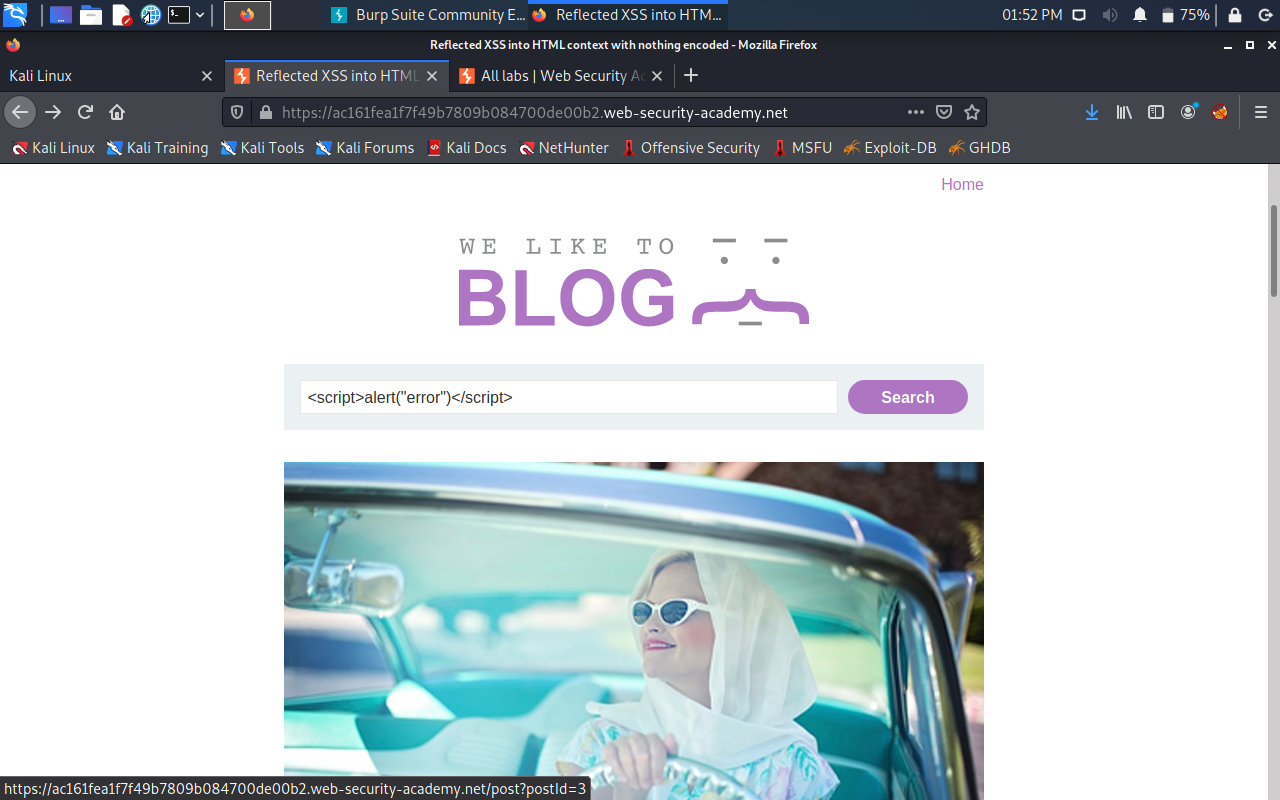 Burp Suite Community E...
Reflected XSS into HTM...
01:52 PM
75%
Reflected XSS into HTML context with nothing encoded - Mozilla Firefox
Kali Linux
Reflected XSS into HTML
All labs | Web Security Ac
https://ac161fea1f7f49b7809b084700de00b2.web-security-academy.net
Kali Linux
Kali Training
Kali Tools
Kali Forums
Kali Docs
NetHunter
Offensive Security
MSFU
Exploit-DB
GHDB
Home
WE LIKE TO
BLOG
<script>alert("error")</script>
Search
https://ac161fea1f7f49b7809b084700de00b2.web-security-academy.net/post?postId=3